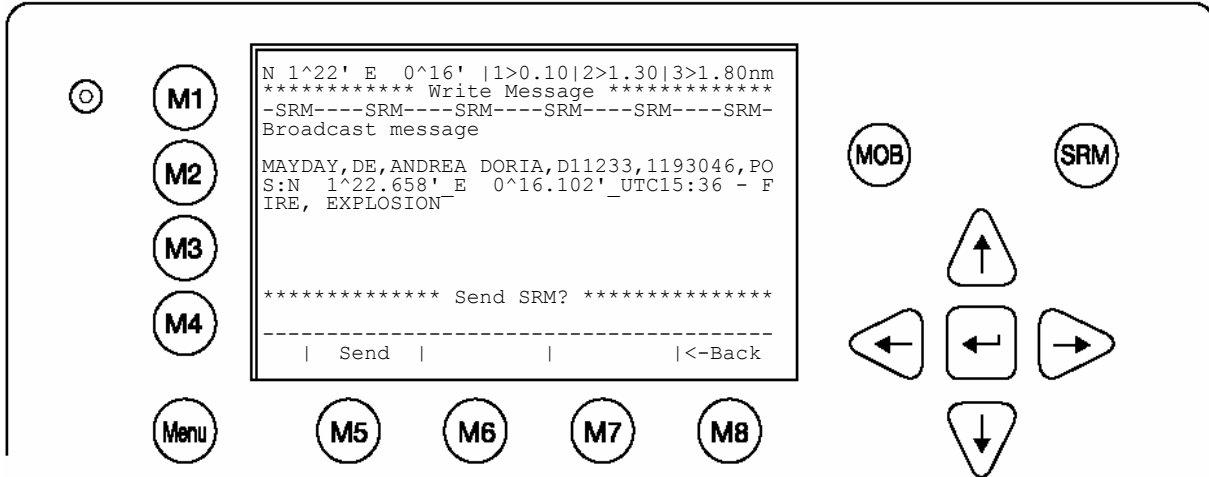 N 1^22' E  0^16' |1>0.10|2>1.30|3>1.80nm
************ Write Message *************
-SRM----SRM----SRM----SRM----SRM----SRM-
Broadcast message
MAYDAY,DE,ANDREA DORIA,D11233,1193046,PO
S:N  1^22.658'_E  0^16.102'_UTC15:36 - F
IRE, EXPLOSION
************** Send SRM? ***************
----------------------------------------
| Send | | |<-Back
M1
M2
M3
M4
Menu
M5
M6
M7
M8
MOB
SRM